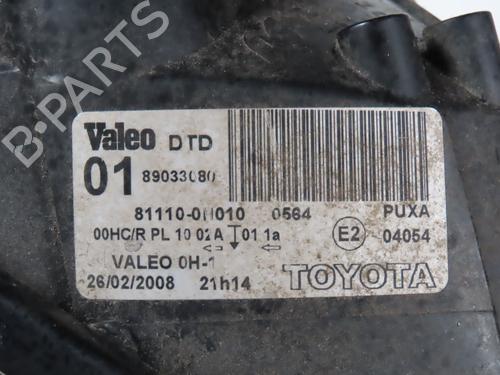 B-PARTS
Valeo DTD
01 89033080
81110-0H010 0564 PUXA
00HC/R PL 10 02A 01 1a E2 04054
VALEO 0H-1 TOYOTA
26/02/2008 21h14